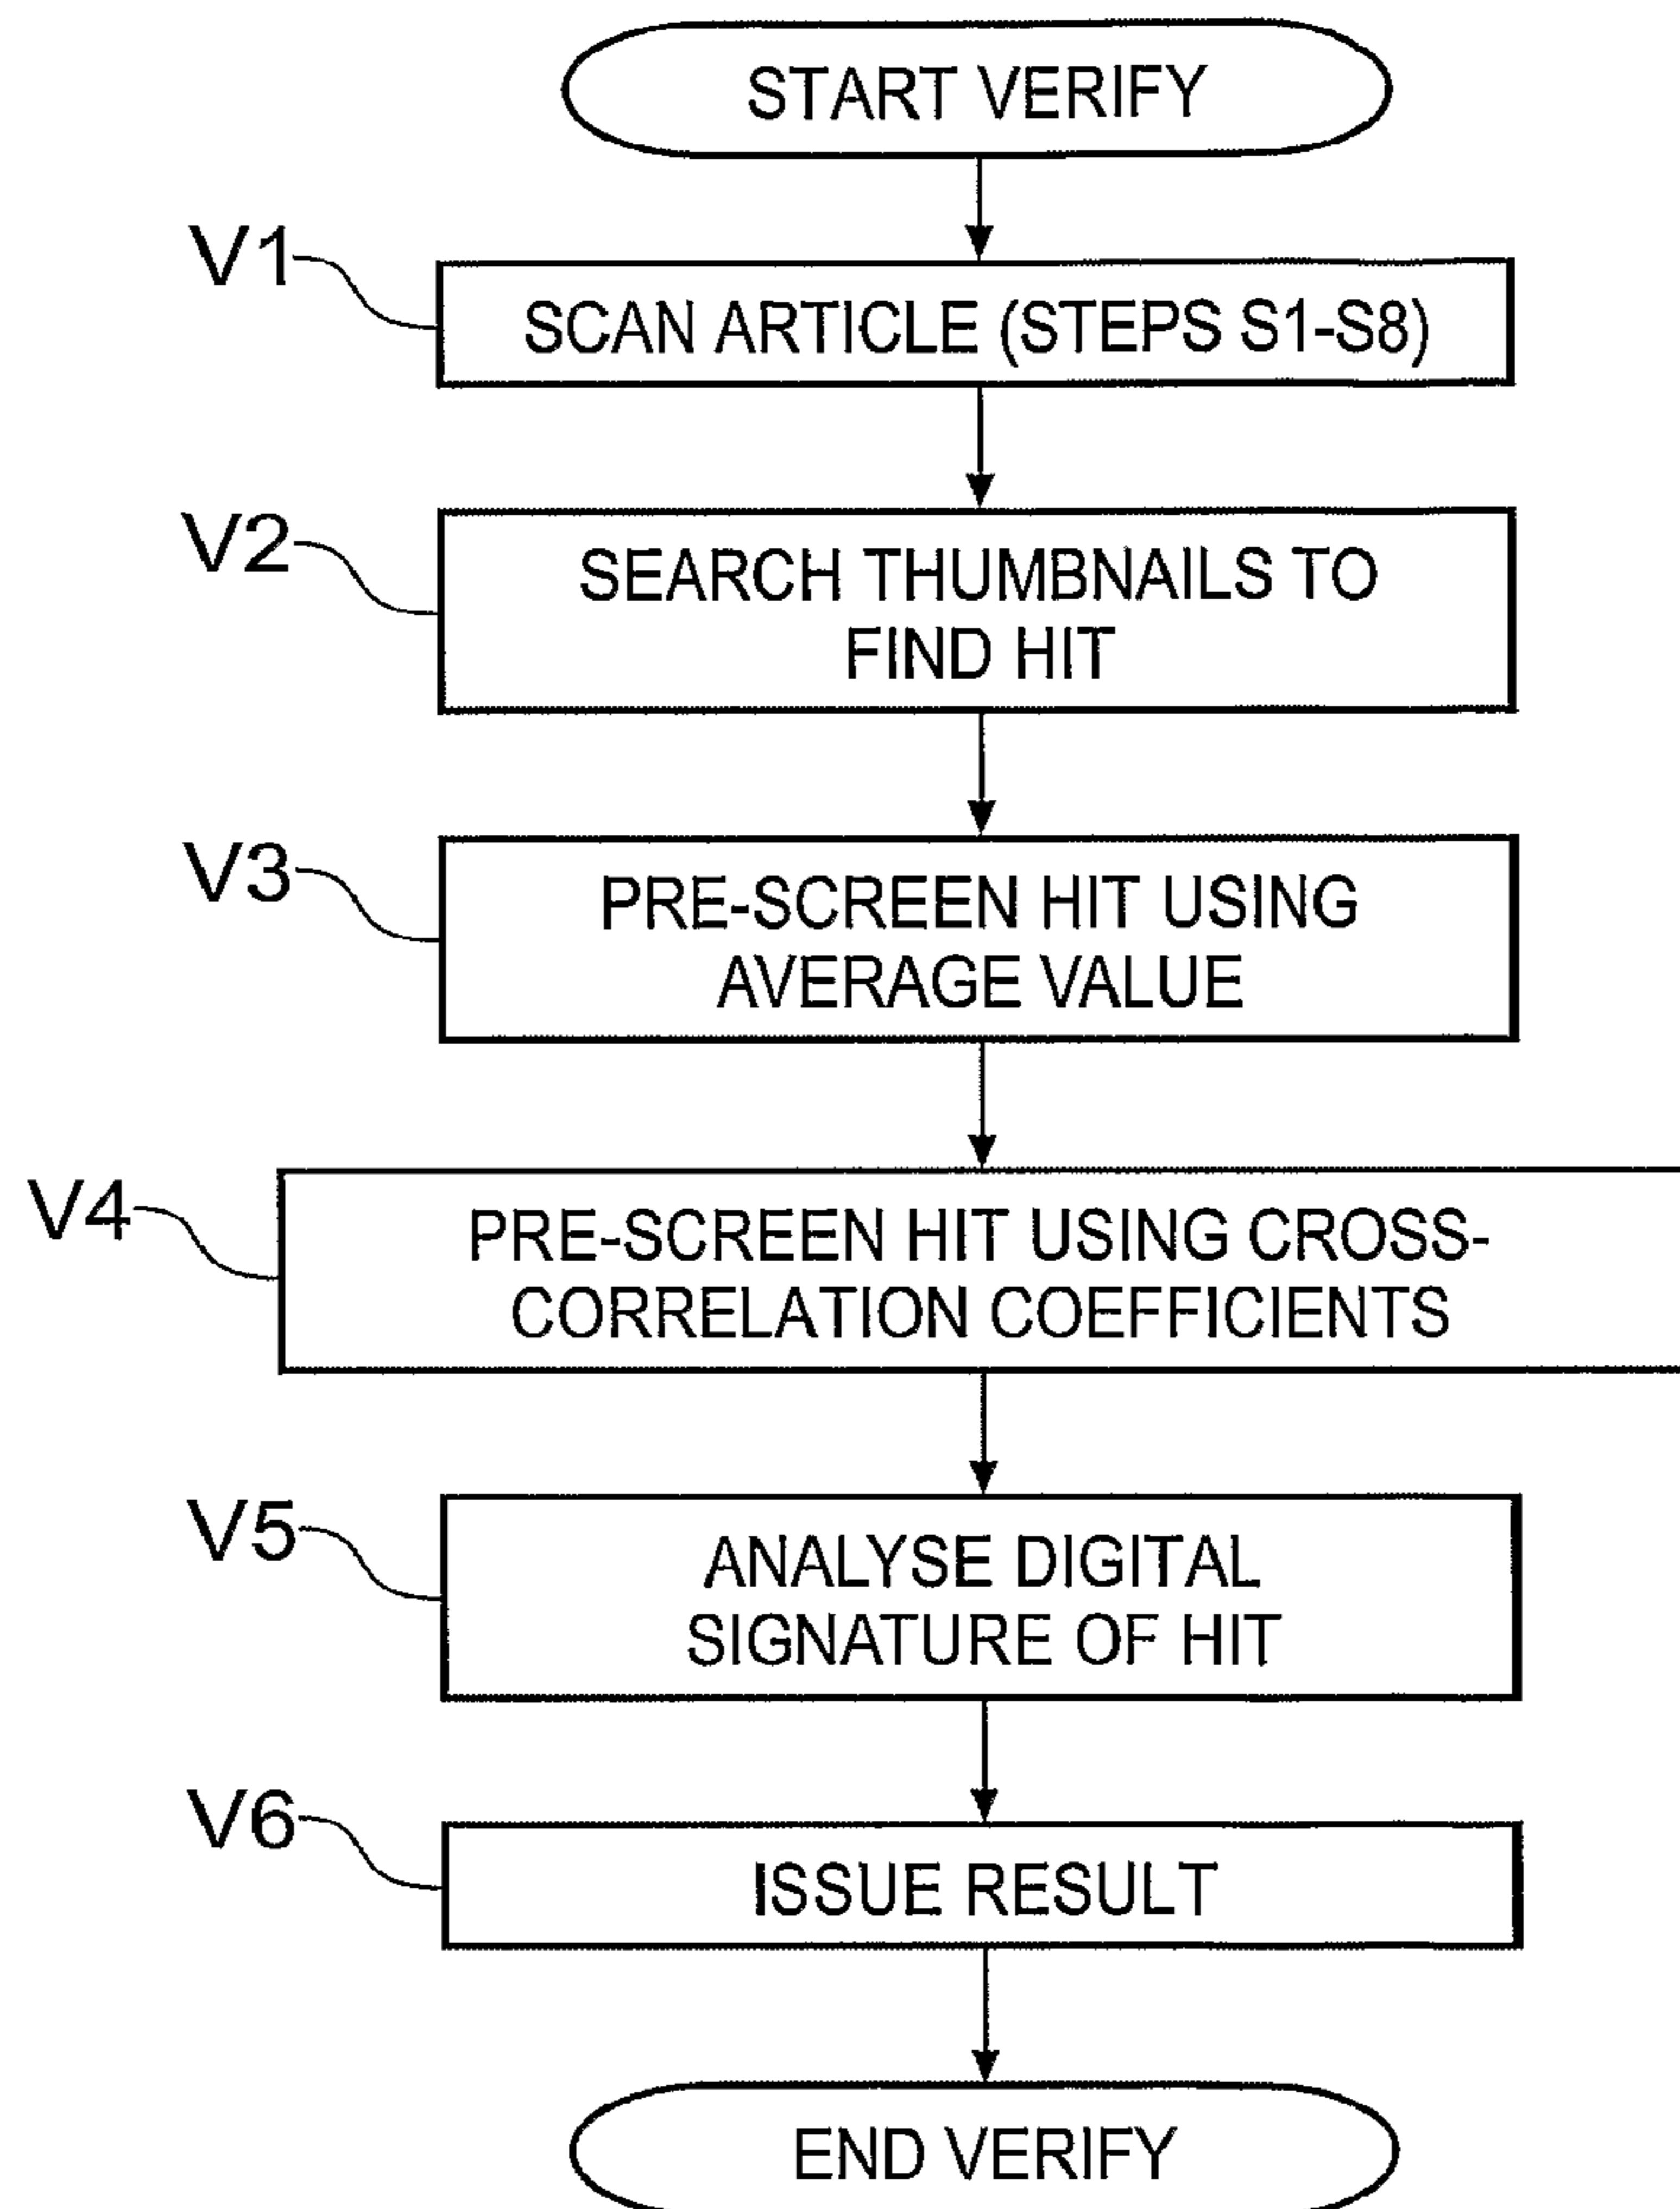 START VERIFY
V1
SCAN ARTICLE (STEPS S1-S8)
V2
SEARCH THUMBNAILS TO
FIND HIT
V3
PRE-SCREEN HIT USING
AVERAGE VALUE
V4
PRE-SCREEN HIT USING CROSS-
CORRELATION COEFFICIENTS
V5
ANALYSE DIGITAL
SIGNATURE OF HIT
V6
ISSUE RESULT
END VERIFY